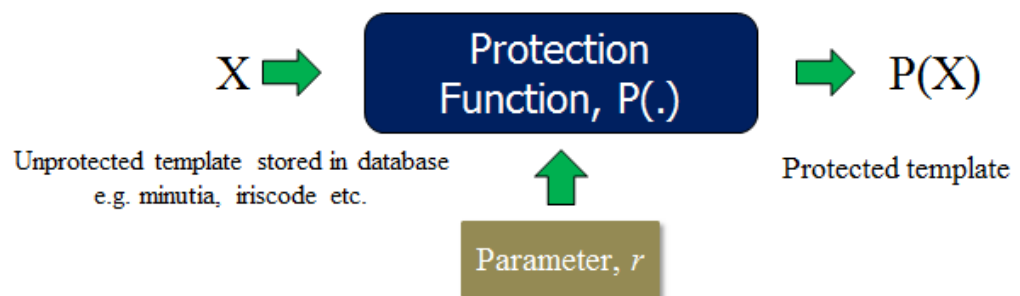 X
Protection
Function, P(.)
P(X)
Unprotected template stored in database
e.g. minutia, iriscode etc.
Protected template
Parameter, r